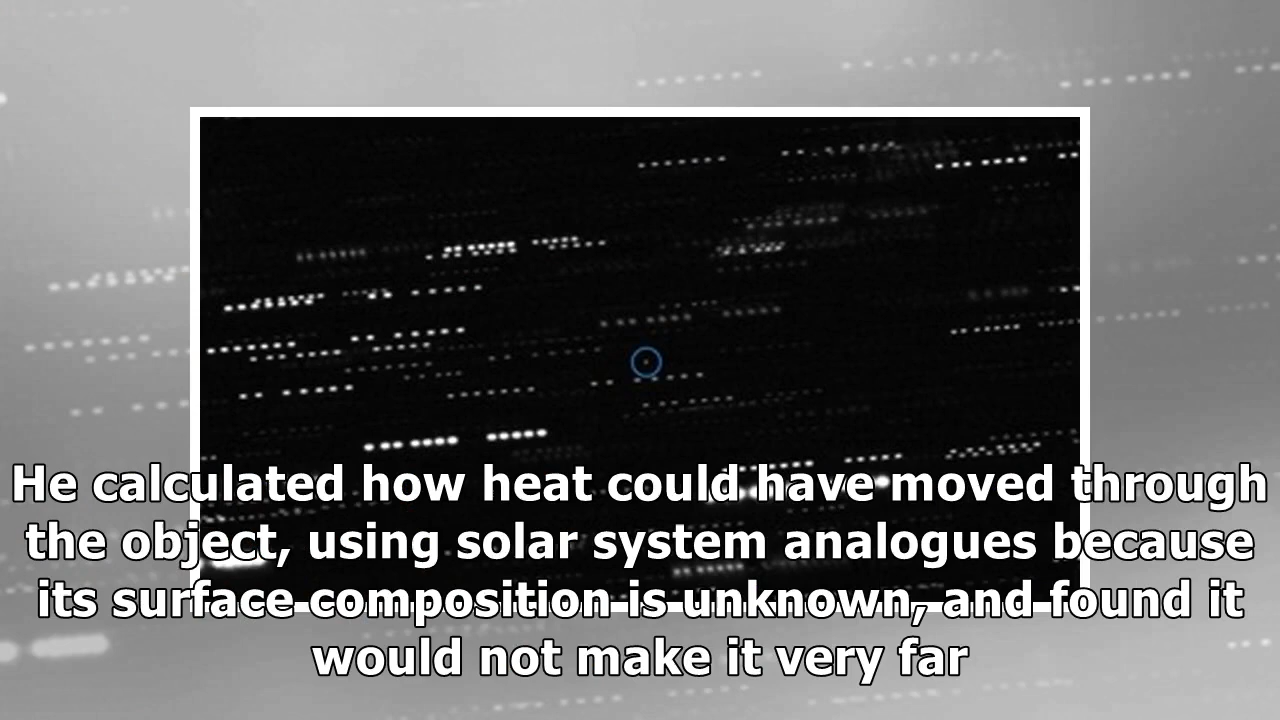 He calculated how heat could have moved through
the object, using solar system analogues because
its surface composition is unknown, and found it
would not make it very far